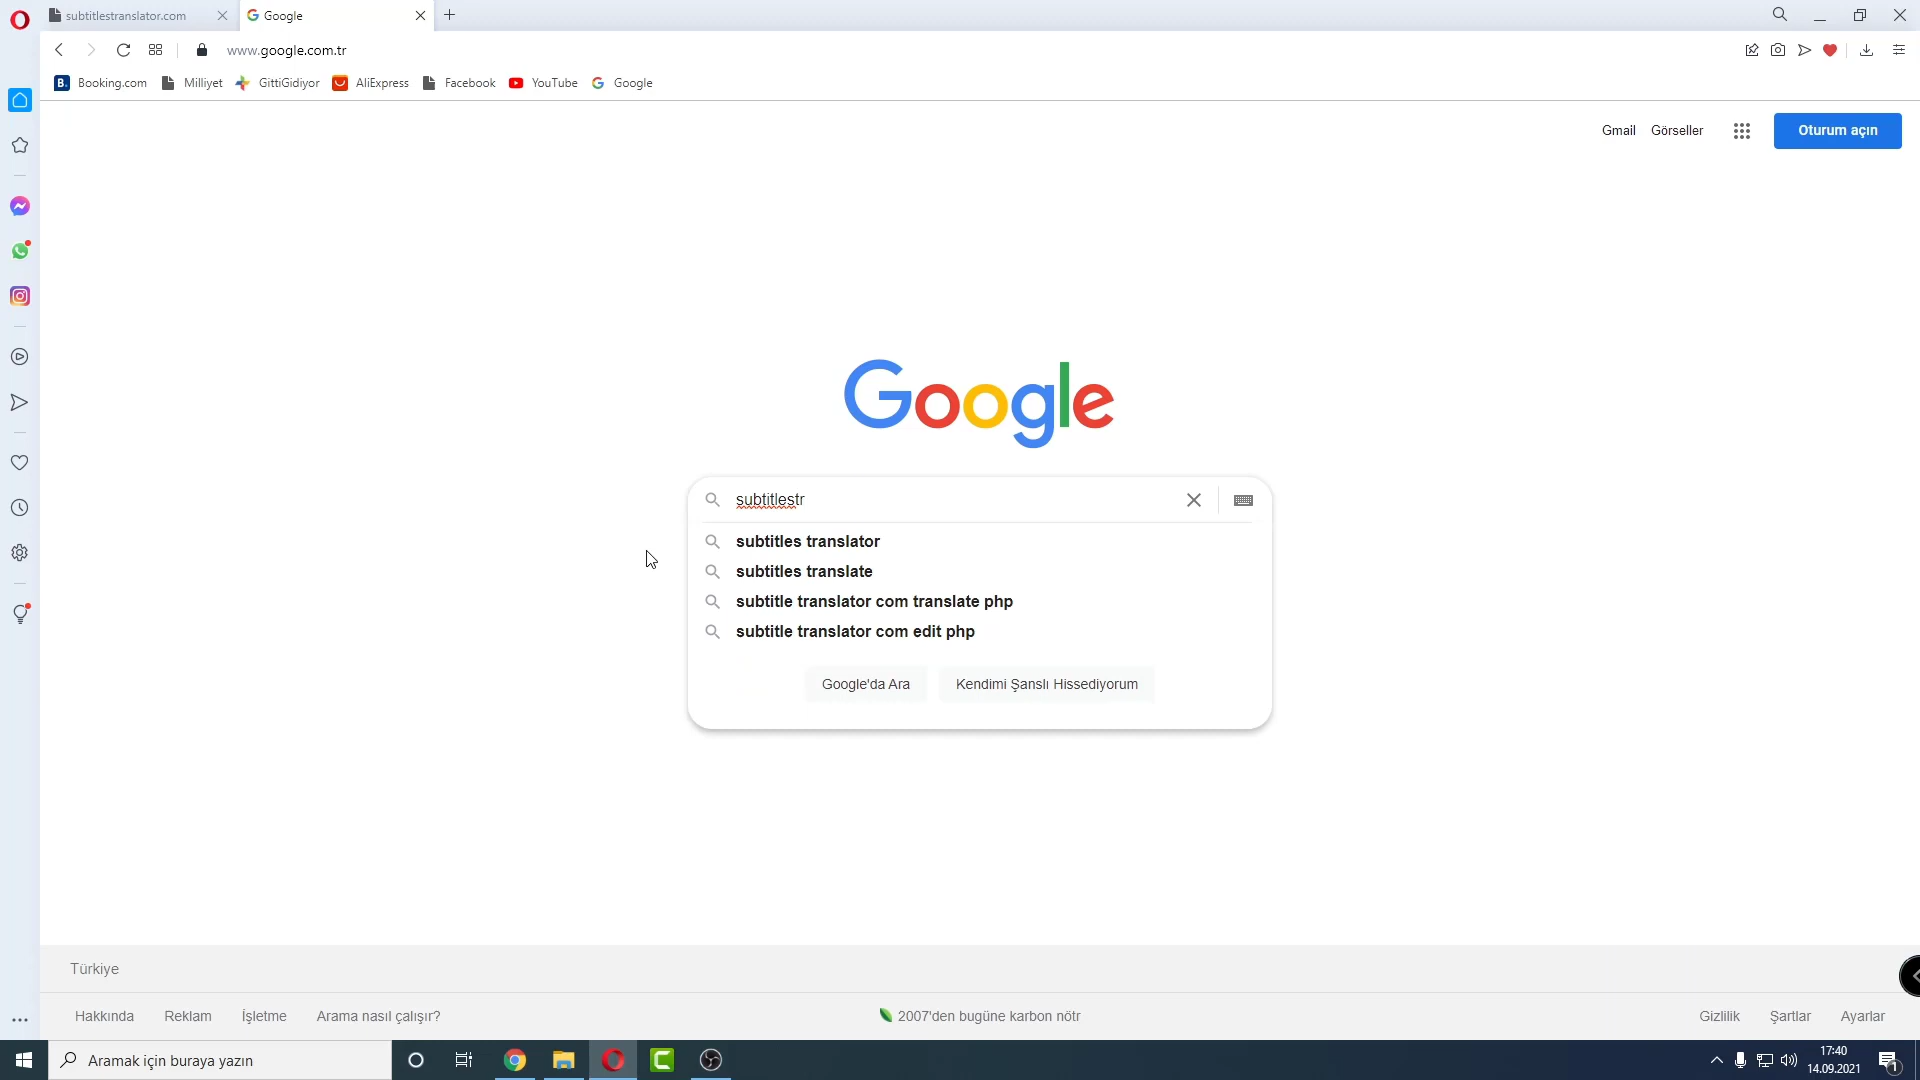 subtitlestranslator.com
Google
www.google.com.tr
Booking.com Milliyet GittiGidiyor AliExpress Facebook YouTube Google
Gmail Görseller Oturum açın
Google
subtitlestr
subtitles translator
subtitles translate
subtitle translator com translate php
subtitle translator com edit php
Google'da Ara Kendimi Şanslı Hissediyorum
Türkiye
Hakkında Reklam İşletme Arama nasıl çalışır? 2007'den bugüne karbon nötr Gizlilik Şartlar Ayarlar
Aramak için buraya yazın
17:40
14.09.2021
1